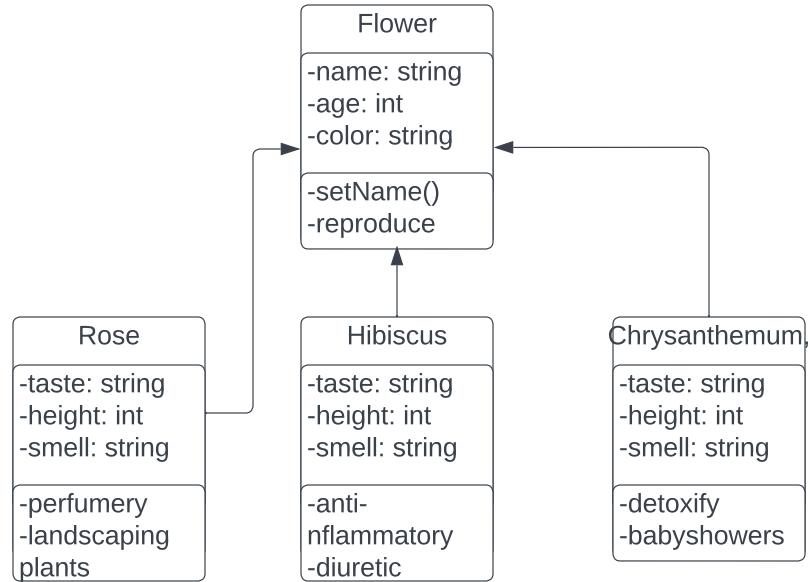 Flower
-name: string
-age: int
-color: string
-setName()
-reproduce
Rose
-taste: string
-height: int
-smell: string
-perfumery
-landscaping
plants
Hibiscus
-taste: string
-height: int
-smell: string
-anti-
nflammatory
-diuretic
Chrysanthemum,
-taste: string
-height: int
-smell: string
-detoxify
-babyshowers